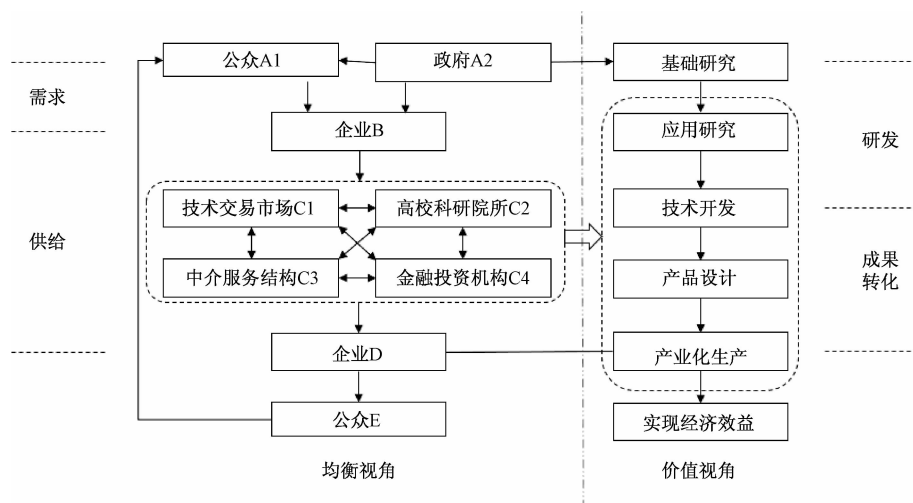 公众A1
政府A2
基础研究
需求
企业B
应用研究
研发
技术交易市场C1
高校科研院所C2
技术开发
供给
中介服务结构C3
金融投资机构C4
产品设计
成果
转化
企业D
产业化生产
公众E
实现经济效益
均衡视角
价值视角